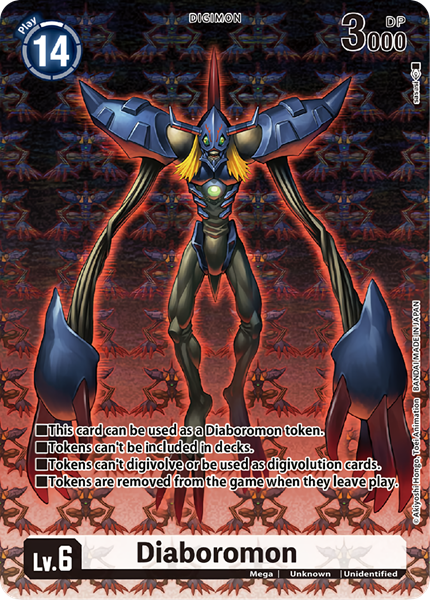 Play
14
DIGIMON
DP
3000
■This card can be used as a Diaboromon token.
■Tokens can't be included in decks.
■Tokens can't digivolve or be used as digivolution cards.
■Tokens are removed from the game when they leave play.
©Akiyoshi Hongo, Toei Animation BANDAI MADE IN JAPAN
Lv.6
Diaboromon
Mega | Unknown | Unidentified